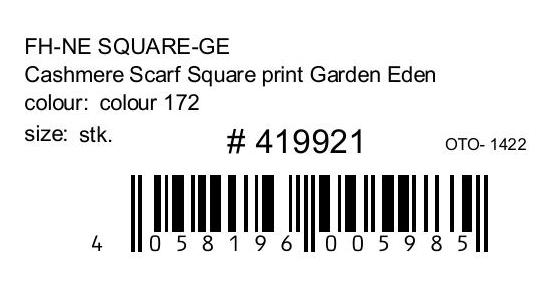 FH-NE SQUARE-GE
Cashmere Scarf Square print Garden Eden
colour: colour 172
size: stk.
# 419921
OTO- 1422
4 058196 005985